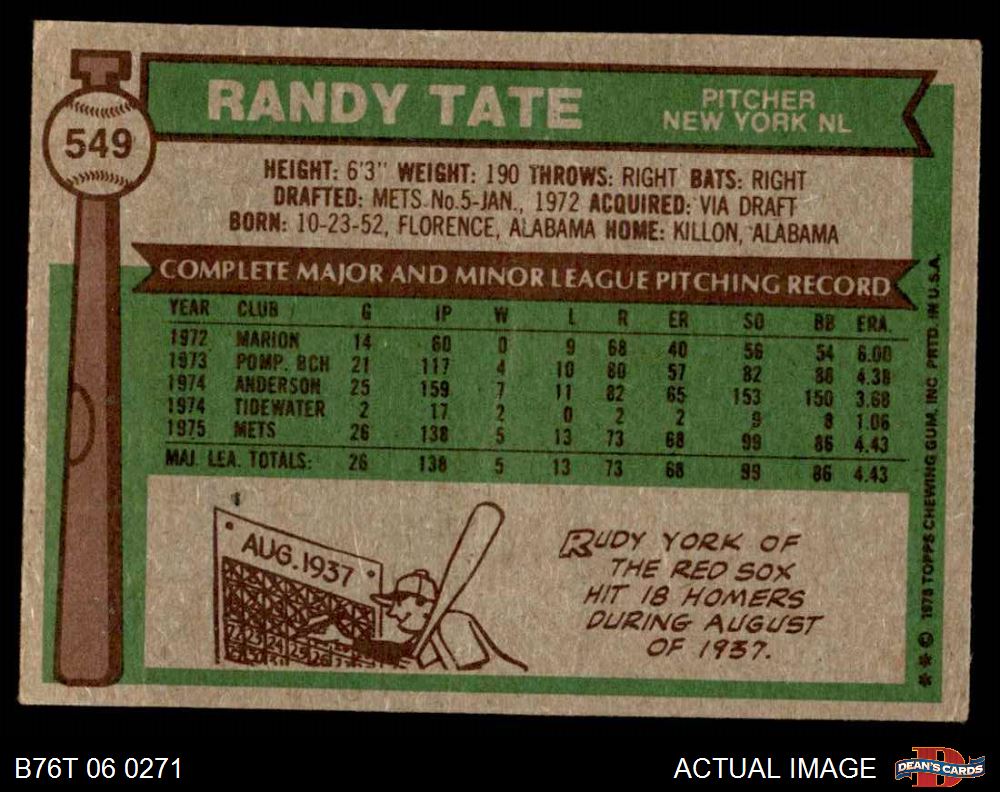 RANDY TATE
PITCHER
NEW YORK NL
549
HEIGHT: 6'3" WEIGHT: 190 THROWS: RIGHT BATS: RIGHT
DRAFTED: METS No.5-JAN., 1972 ACQUIRED: VIA DRAFT
BORN: 10-23-52, FLORENCE, ALABAMA HOME: KILLON, ALABAMA
COMPLETE MAJOR AND MINOR LEAGUE PITCHING RECORD
YEAR CLUB G IP W L R ER SO BB ERA.
1972 MARION 14 60 0 9 68 40 56 54 6.00
1973 POMP. BCH 21 117 4 10 80 57 82 86 4.38
1974 ANDERSON 25 159 7 11 82 65 153 150 3.68
1974 TIDEWATER 2 17 2 0 2 2 9 8 1.06
1975 METS 26 138 5 13 73 68 99 86 4.43
MAJ. LEA. TOTALS: 26 138 5 13 73 68 99 86 4.43
AUG. 1937
RUDY YORK OF
THE RED SOX
HIT 18 HOMERS
DURING AUGUST
OF 1937.
** © 1976 TOPPS CHEWING GUM, INC PRTD. IN U.S.A.
B76T 06 0271
ACTUAL IMAGE
DEAN'S CARDS